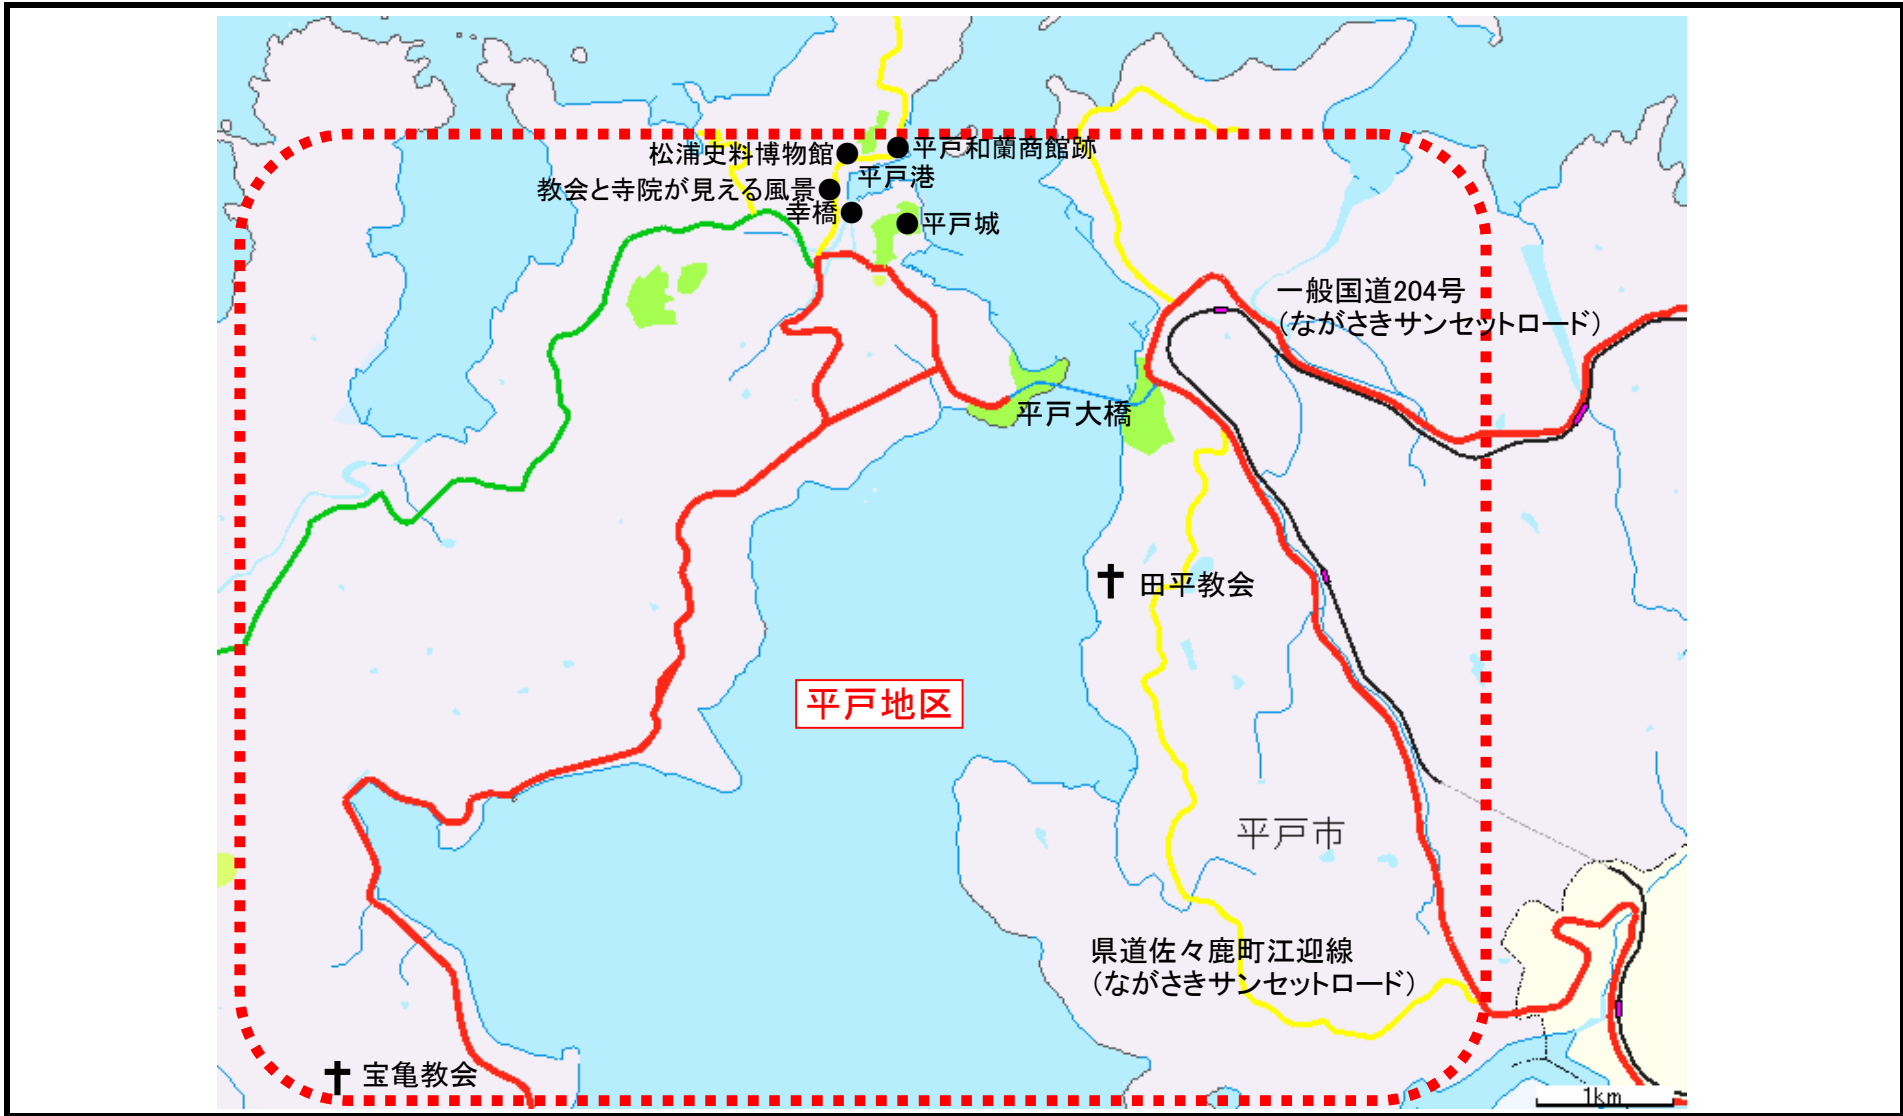 松浦史料博物館
平戸和蘭商館跡
平戸港
教会と寺院が見える風景
幸橋
平戸城
一般国道204号
（ながさきサンセットロード）
平戸大橋
田平教会
平戸地区
平戸市
県道佐々鹿町江迎線
（ながさきサンセットロード）
宝亀教会
1km